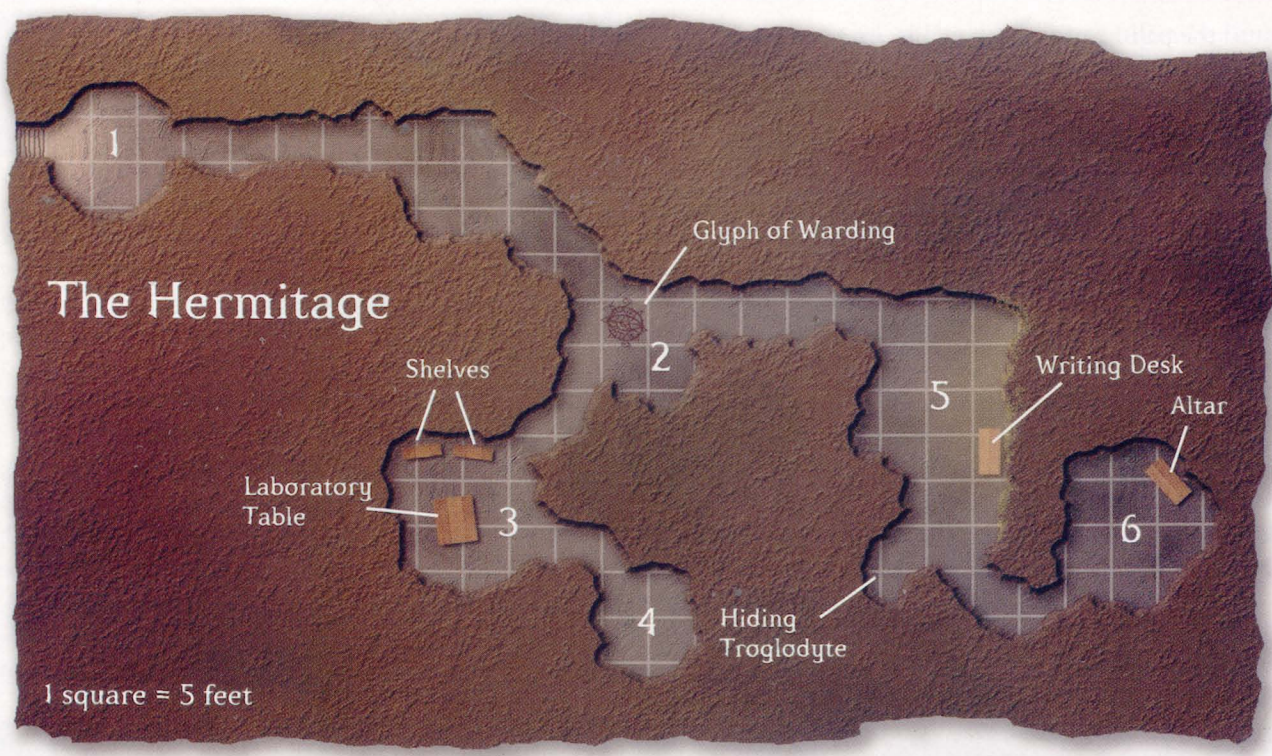 1
Glyph of Warding
The Hermitage
2
Shelves
Writing Desk
5
Altar
Laboratory
Table
3
6
4
Hiding
Troglodyte
1 square = 5 feet